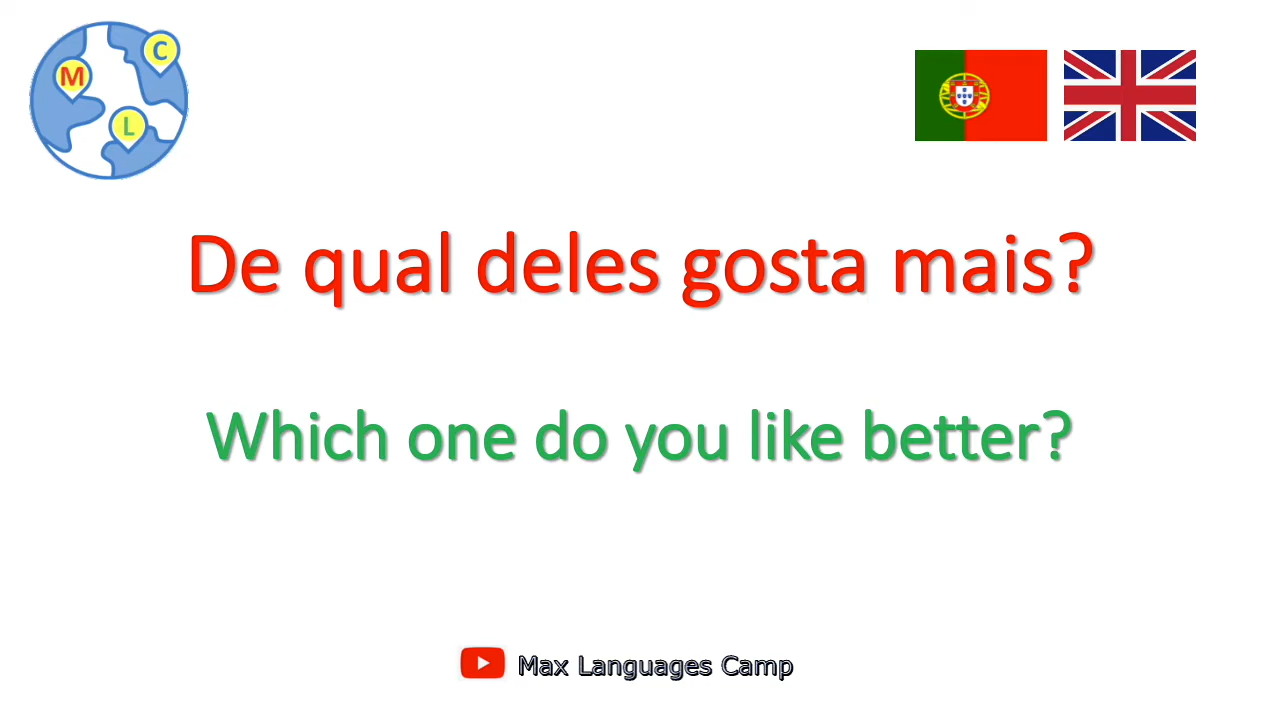 M
C
L
De qual deles gosta mais?
Which one do you like better?
Max Languages Camp